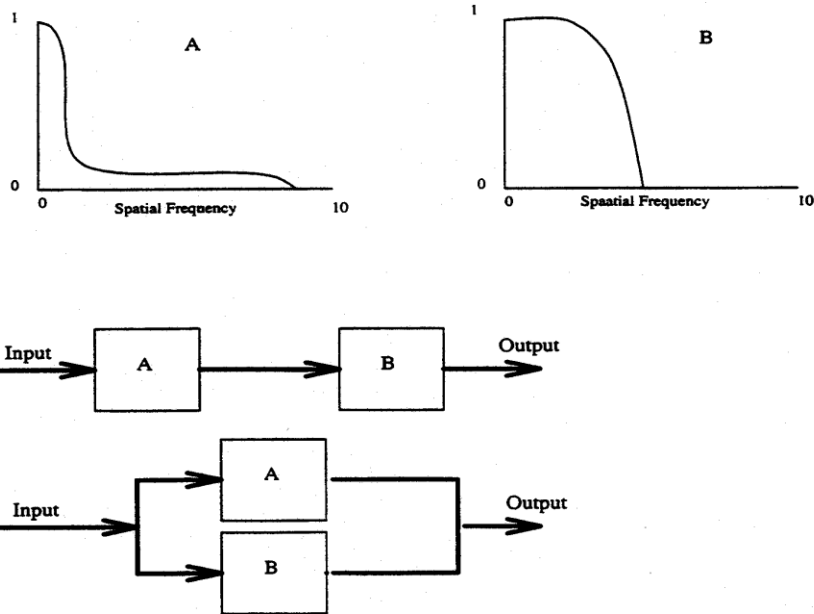 1
A
0
0
Spatial Frequency
10
1
B
0
0
Spaatial Frequency
10
Input
A
B
Output
Input
A
B
Output